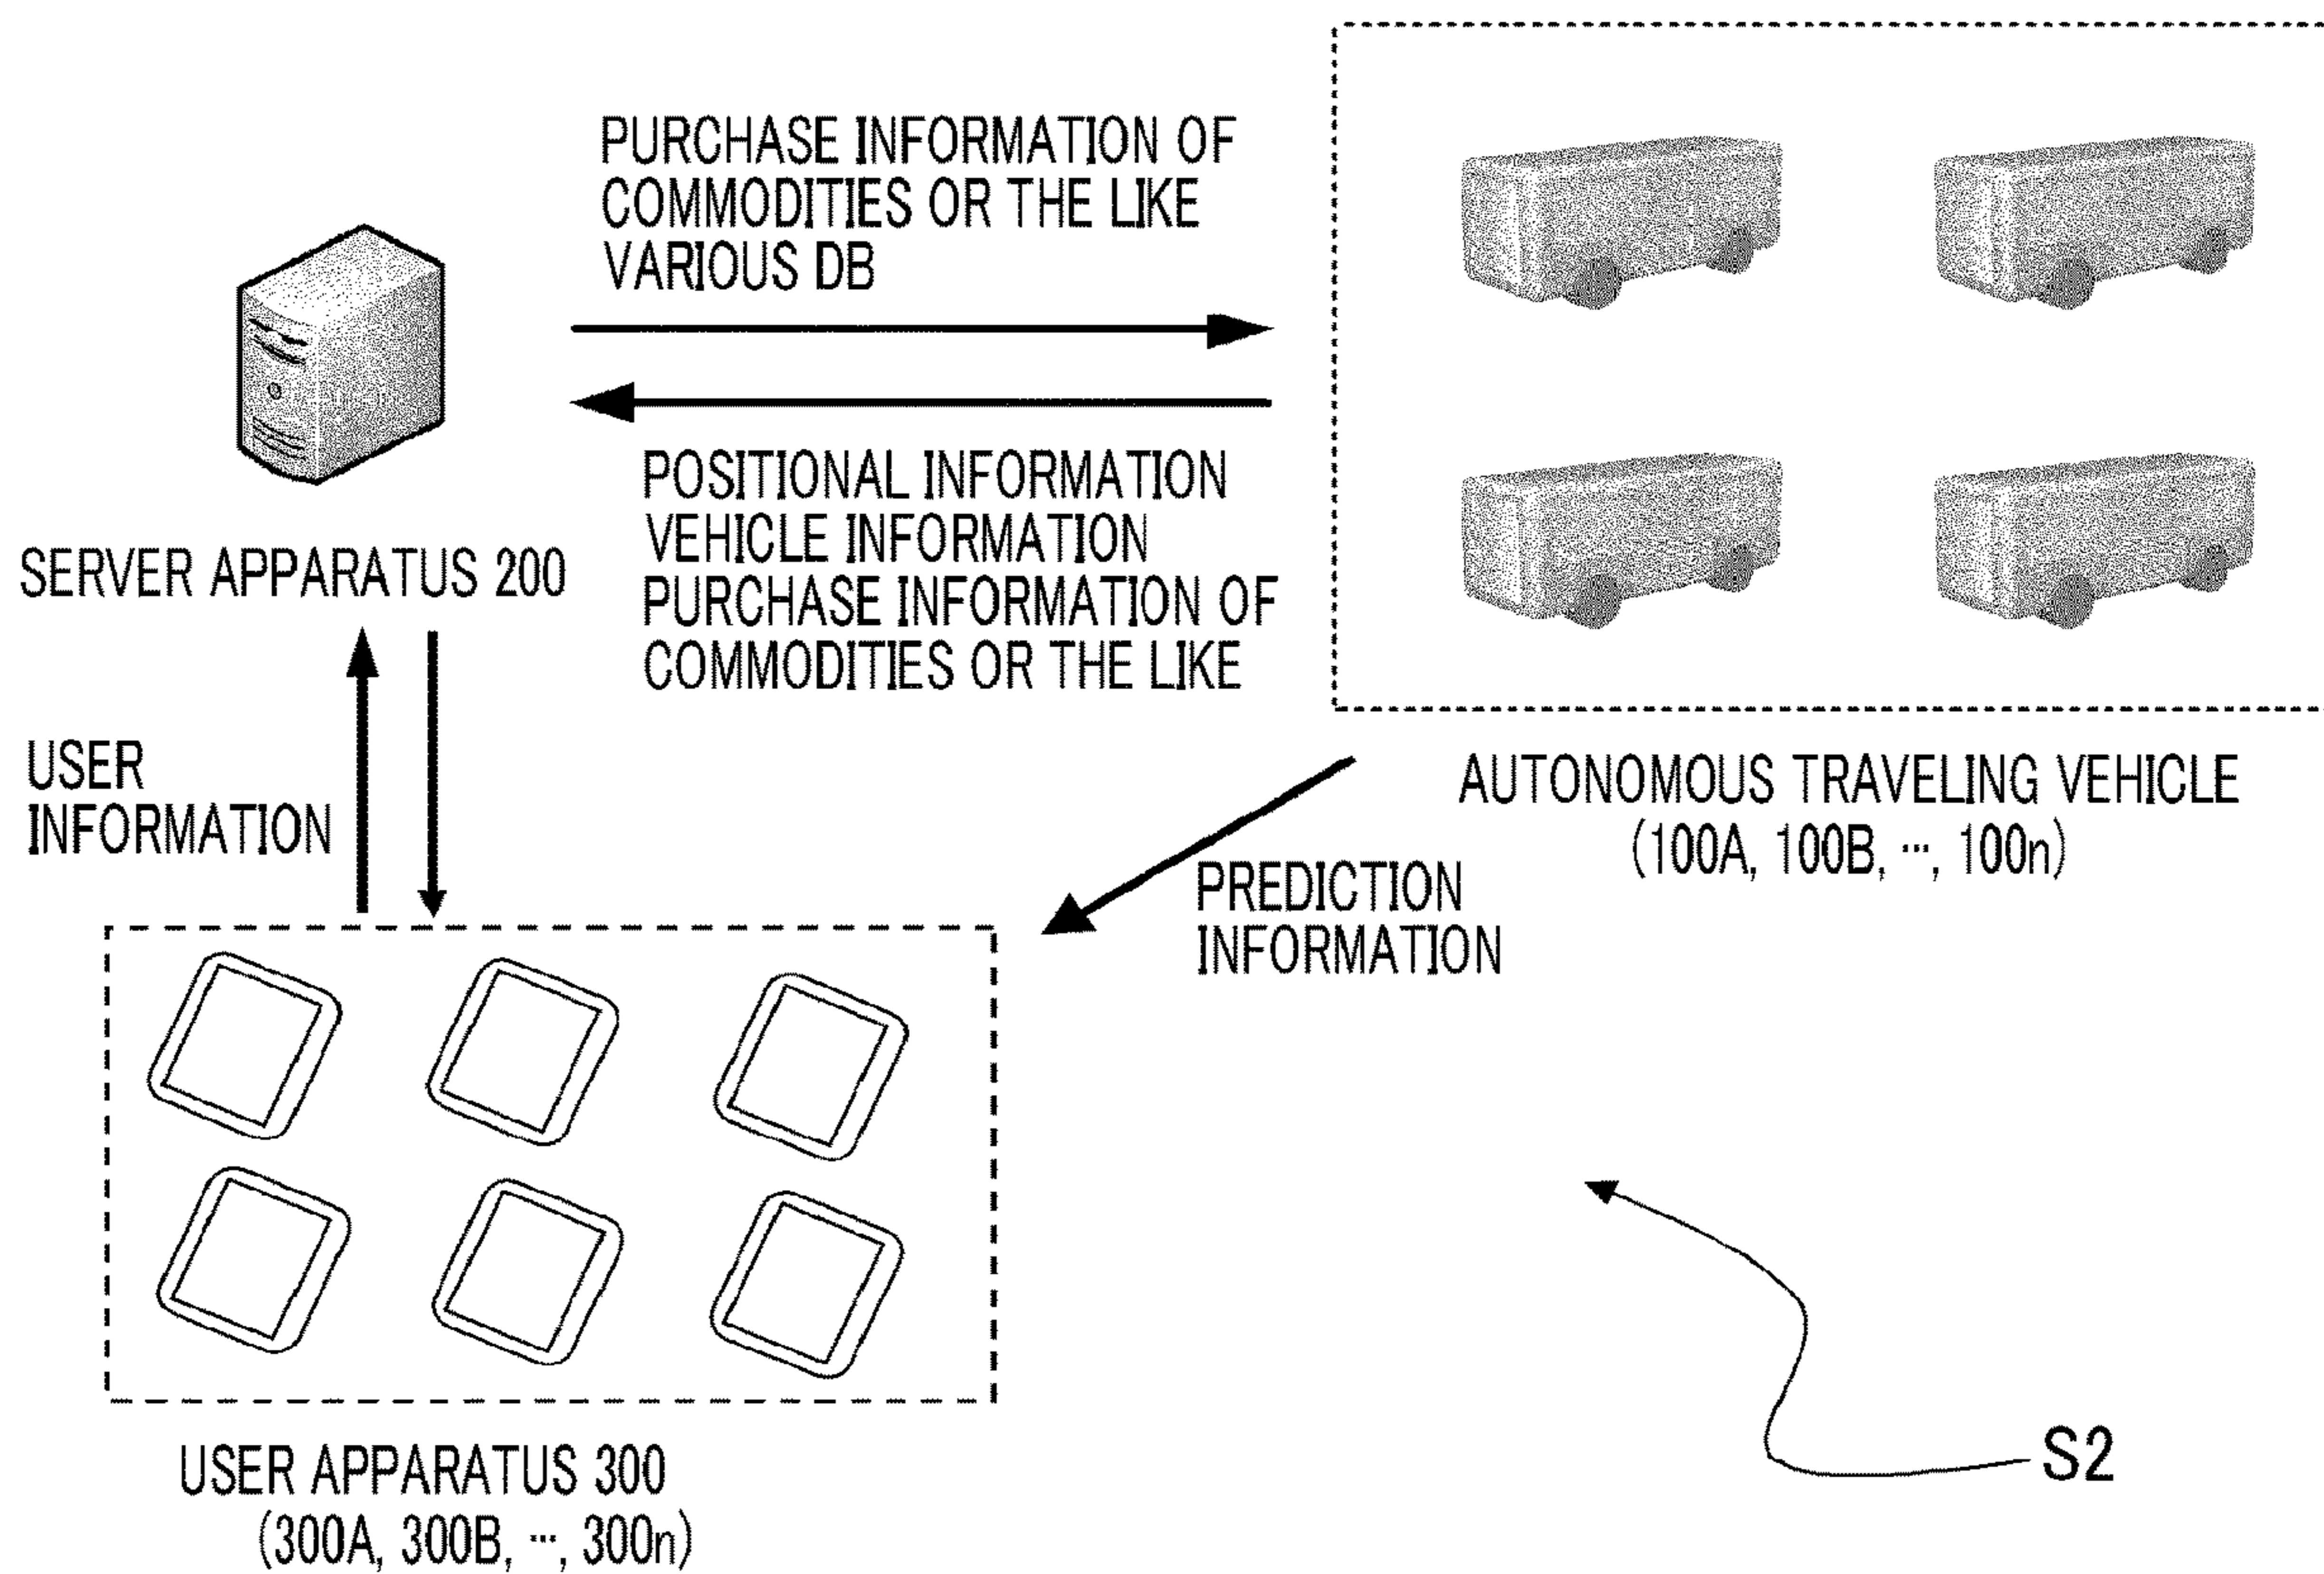 PURCHASE INFORMATION OF
COMMODITIES OR THE LIKE
VARIOUS DB
POSITIONAL INFORMATION
VEHICLE INFORMATION
PURCHASE INFORMATION OF
COMMODITIES OR THE LIKE
SERVER APPARATUS 200
USER
INFORMATION
AUTONOMOUS TRAVELING VEHICLE
(100A, 100B, ···, 100n)
PREDICTION
INFORMATION
USER APPARATUS 300
(300A, 300B, ···, 300n)
S2